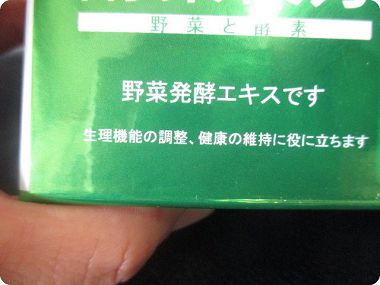 野菜と酵素
野菜発酵エキスです
生理機能の調整、健康の維持に役に立ちます